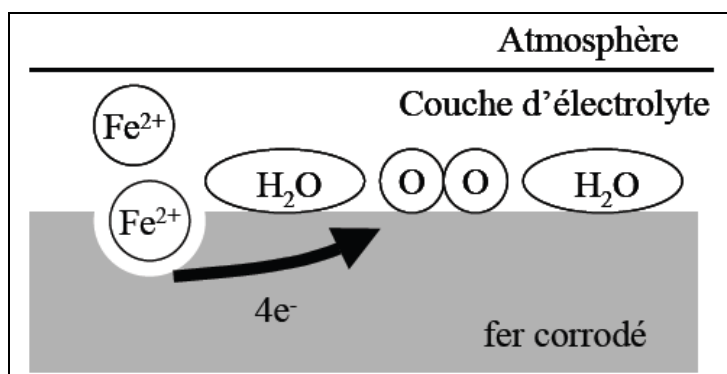 Atmosphère
Couche d'électrolyte
Fe²⁺
Fe²⁺
H₂O
O
O
H₂O
4e⁻
fer corrodé